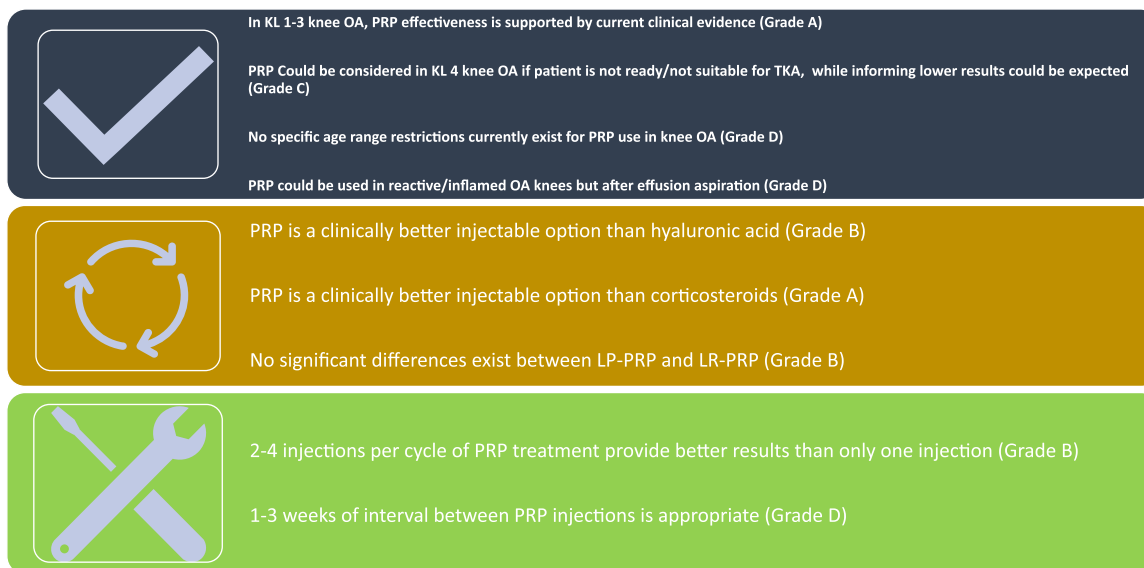 In KL 1-3 knee OA, PRP effectiveness is supported by current clinical evidence (Grade A)
PRP Could be considered in KL 4 knee OA if patient is not ready/not suitable for TKA, while informing lower results could be expected
(Grade C)
No specific age range restrictions currently exist for PRP use in knee OA (Grade D)
PRP could be used in reactive/inflamed OA knees but after effusion aspiration (Grade D)
PRP is a clinically better injectable option than hyaluronic acid (Grade B)
PRP is a clinically better injectable option than corticosteroids (Grade A)
No significant differences exist between LP-PRP and LR-PRP (Grade B)
2-4 injections per cycle of PRP treatment provide better results than only one injection (Grade B)
1-3 weeks of interval between PRP injections is appropriate (Grade D)